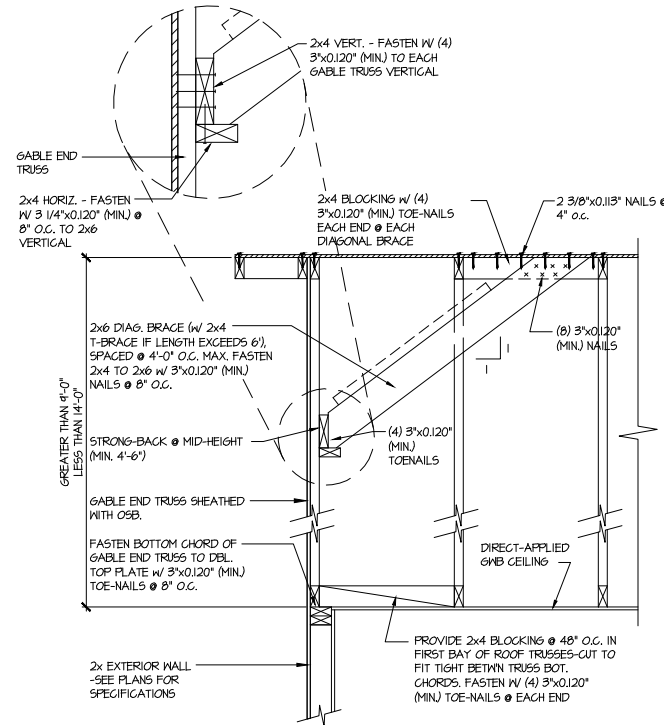 2x4 VERT. - FASTEN W/ (4)
3"x0.120" (MIN.) TO EACH
GABLE TRUSS VERTICAL
GABLE END
TRUSS
2x4 HORIZ. - FASTEN
W/ 3 1/4"x0.120" (MIN.) @
8" O.C. TO 2x6
VERTICAL
2x4 BLOCKING W/ (4)
3"x0.120" (MIN.) TOE-NAILS
EACH END @ EACH
DIAGONAL BRACE
2 3/8"x0.113" NAILS @
4" O.C.
2x6 DIAG. BRACE (W/ 2x4
T-BRACE IF LENGTH EXCEEDS 6'),
SPACED @ 4'-0" O.C. MAX. FASTEN
2x4 TO 2x6 W/ 3"x0.120" (MIN.)
NAILS @ 8" O.C.
(8) 3"x0.120"
(MIN.) NAILS
1
1
GREATER THAN 9'-0"
LESS THAN 14'-0"
STRONG-BACK @ MID-HEIGHT
(MIN. 4'-6")
(4) 3"x0.120"
(MIN.)
TOENAILS
GABLE END TRUSS SHEATHED
WITH OSB.
FASTEN BOTTOM CHORD OF
GABLE END TRUSS TO DBL.
TOP PLATE W/ 3"x0.120" (MIN.)
TOE-NAILS @ 8" O.C.
DIRECT-APPLIED
GWB CEILING
2x EXTERIOR WALL
-SEE PLANS FOR
SPECIFICATIONS
PROVIDE 2x4 BLOCKING @ 48" O.C. IN
FIRST BAY OF ROOF TRUSSES-CUT TO
FIT TIGHT BETW'N TRUSS BOT.
CHORDS. FASTEN W/ (4) 3"x0.120"
(MIN.) TOE-NAILS @ EACH END